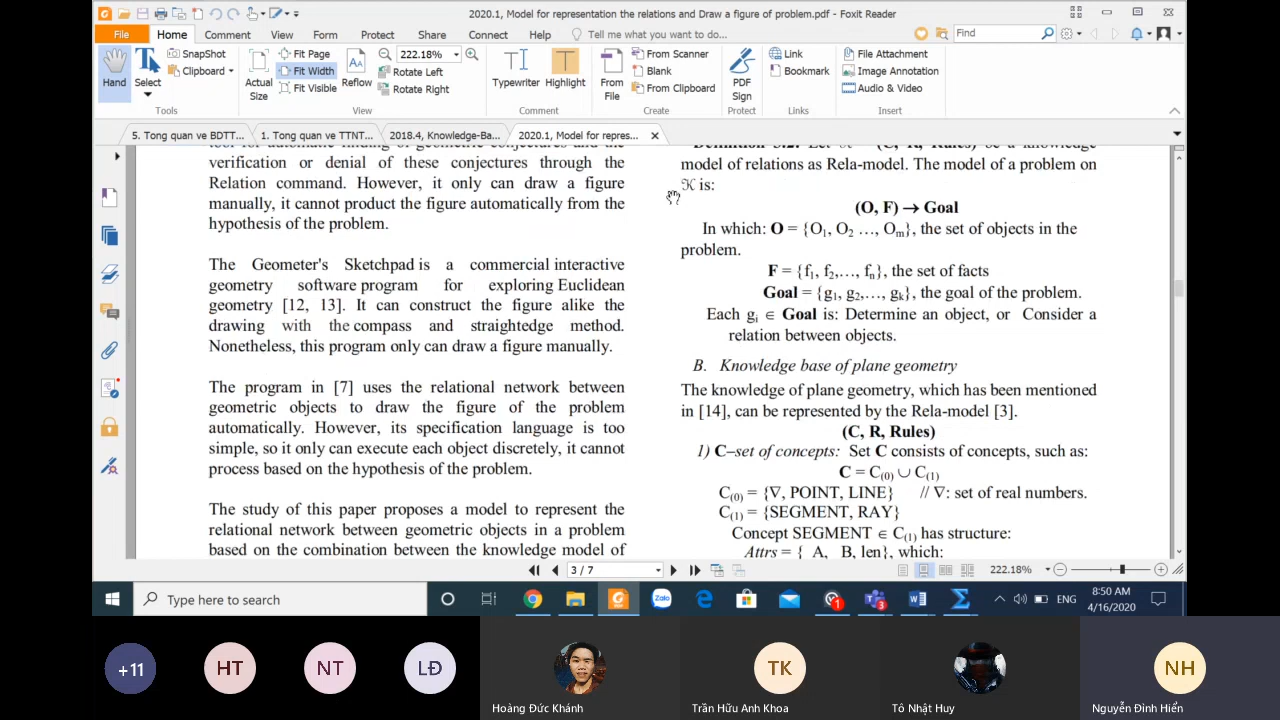 2020.1, Model for representation the relations and Draw a figure of problem.pdf - Foxit Reader
File Home Comment View Form Protect Share Connect Help Tell me what you want to do... Find
Hand
Select
SnapShot
Clipboard
Tools
Actual Size
Fit Page
Fit Width
Fit Visible
Reflow
222.18%
Rotate Left
Rotate Right
View
Typewriter
Highlight
Comment
From File
From Scanner
Blank
From Clipboard
Create
PDF Sign
Protect
Link
Bookmark
Links
File Attachment
Image Annotation
Audio & Video
Insert
5. Tong quan ve BDTT...
1. Tong quan ve TTNT...
2018.4, Knowledge-Ba...
2020.1, Model for repres...
tool for automatic finding of geometric conjectures and the
verification or denial of these conjectures through the
Relation command. However, it only can draw a figure
manually, it cannot product the figure automatically from the
hypothesis of the problem.
The Geometer's Sketchpad is a commercial interactive
geometry software program for exploring Euclidean
geometry [12, 13]. It can construct the figure alike the
drawing with the compass and straightedge method.
Nonetheless, this program only can draw a figure manually.
The program in [7] uses the relational network between
geometric objects to draw the figure of the problem
automatically. However, its specification language is too
simple, so it only can execute each object discretely, it cannot
process based on the hypothesis of the problem.
The study of this paper proposes a model to represent the
relational network between geometric objects in a problem
based on the combination between the knowledge model of
Definition 3.2: Let ℋ = (C, R, Rules) be a knowledge
model of relations as Rela-model. The model of a problem on
ℋ is:
(O, F) → Goal
In which: O = {O1, O2 …, Om}, the set of objects in the
problem.
F = {f1, f2,…, fn}, the set of facts
Goal = {g1, g2,…, gk}, the goal of the problem.
Each gi ∈ Goal is: Determine an object, or Consider a
relation between objects.
B. Knowledge base of plane geometry
The knowledge of plane geometry, which has been mentioned
in [14], can be represented by the Rela-model [3].
(C, R, Rules)
1) C–set of concepts: Set C consists of concepts, such as:
C = C(0) ∪ C(1)
C(0) = {∇, POINT, LINE} // ∇: set of real numbers.
C(1) = {SEGMENT, RAY}
Concept SEGMENT ∈ C(1) has structure:
Attrs = { A, B, len}, which:
3 / 7
222.18%
Type here to search
Zalo
1
3
ENG
8:50 AM
4/16/2020
+11
HT
NT
LĐ
TK
NH
Hoàng Đức Khánh
Trần Hữu Anh Khoa
Tô Nhật Huy
Nguyễn Đình Hiển